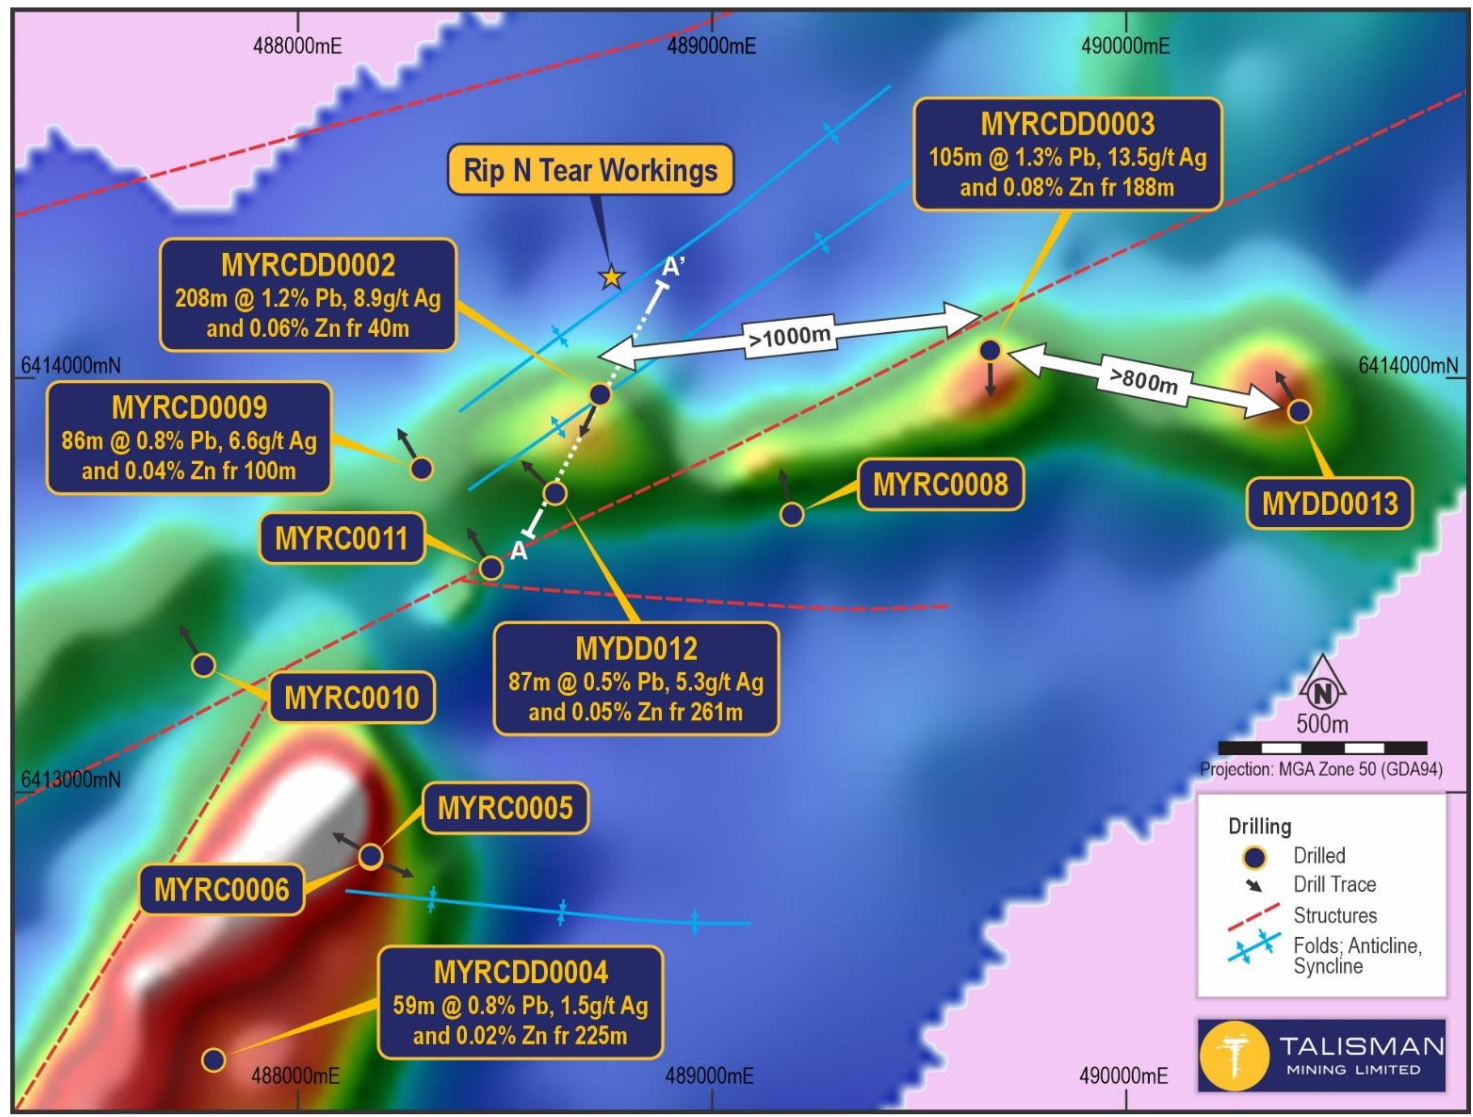 488000mE
489000mE
490000mE
MYRCDD0003
105m @ 1.3% Pb, 13.5g/t Ag
and 0.08% Zn fr 188m
Rip N Tear Workings
MYRCDD0002
208m @ 1.2% Pb, 8.9g/t Ag
and 0.06% Zn fr 40m
A'
>1000m
6414000mN
6414000mN
>800m
MYRCD0009
86m @ 0.8% Pb, 6.6g/t Ag
and 0.04% Zn fr 100m
MYRC0008
MYDD0013
MYRC0011
A
MYDD012
87m @ 0.5% Pb, 5.3g/t Ag
and 0.05% Zn fr 261m
MYRC0010
N
500m
Projection: MGA Zone 50 (GDA94)
6413000mN
MYRC0005
MYRC0006
Drilling
Drilled
Drill Trace
Structures
Folds; Anticline,
Syncline
MYRCDD0004
59m @ 0.8% Pb, 1.5g/t Ag
and 0.02% Zn fr 225m
488000mE
489000mE
490000mE
TALISMAN
MINING LIMITED